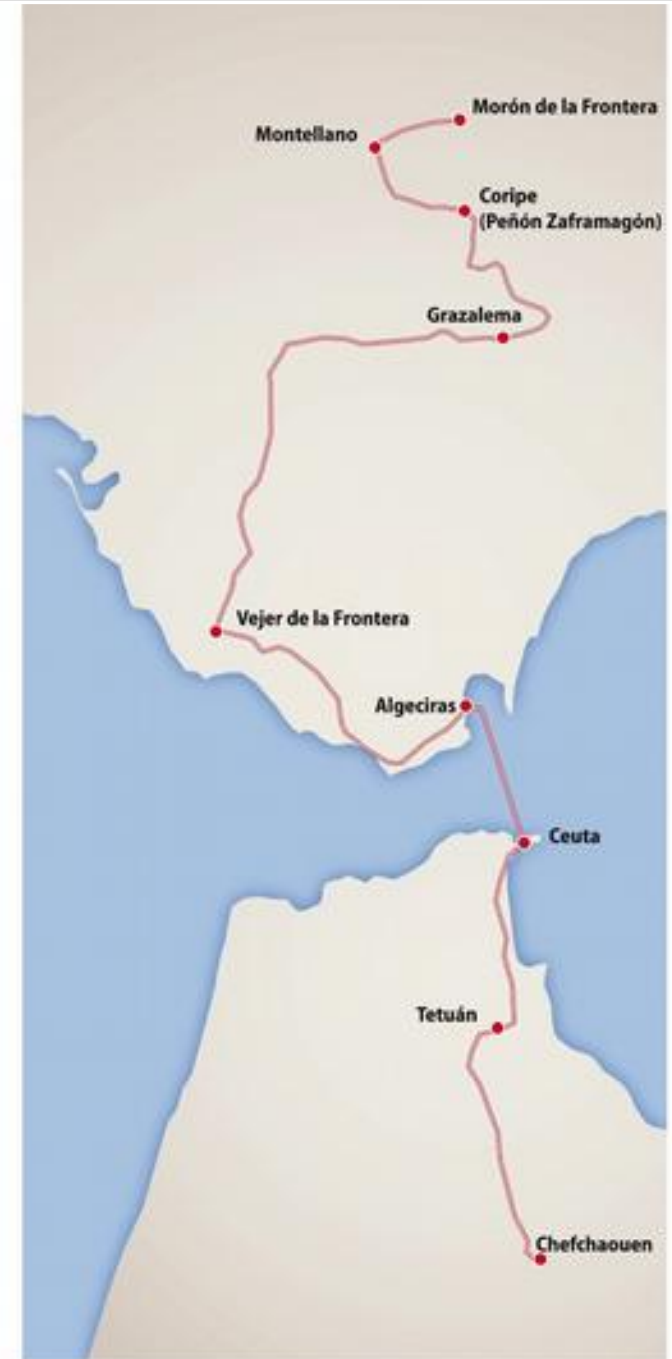 Morón de la Frontera
Montellano
Coripe
(Peñón Zaframagón)
Grazalema
Vejer de la Frontera
Algeciras
Ceuta
Tetuán
Chefchaouen